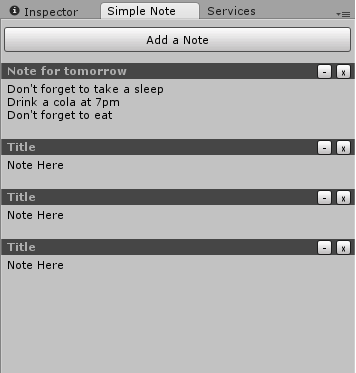 Inspector Simple Note Services
Add a Note
Note for tomorrow - x
Don't forget to take a sleep
Drink a cola at 7pm
Don't forget to eat
Title - x
Note Here
Title - x
Note Here
Title - x
Note Here